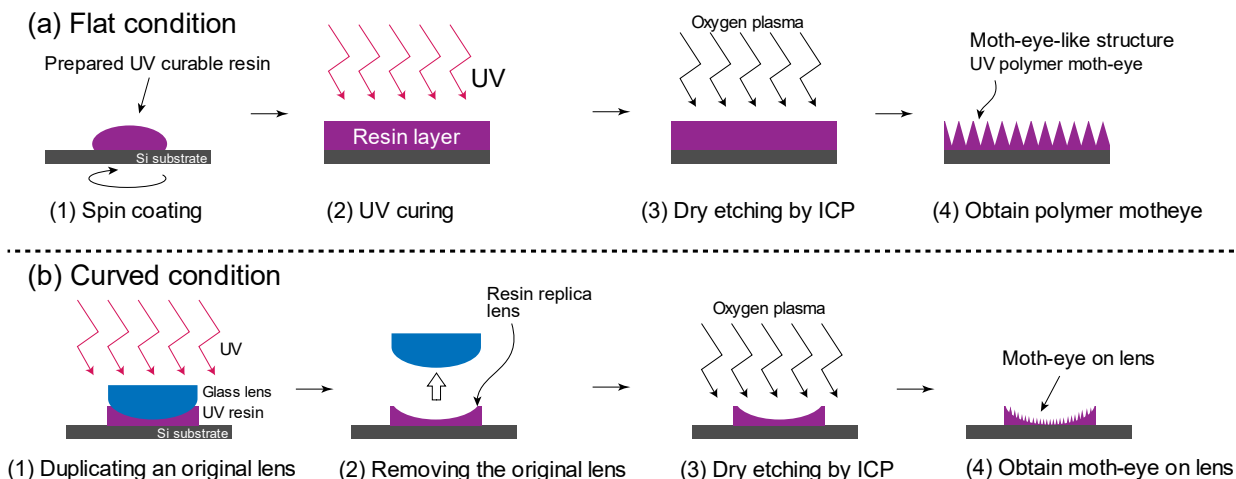 (a) Flat condition
Prepared UV curable resin
Si substrate
(1) Spin coating
UV
Resin layer
(2) UV curing
Oxygen plasma
(3) Dry etching by ICP
Moth-eye-like structure
UV polymer moth-eye
(4) Obtain polymer motheye
(b) Curved condition
UV
Glass lens
UV resin
Si substrate
(1) Duplicating an original lens
Resin replica
lens
(2) Removing the original lens
Oxygen plasma
(3) Dry etching by ICP
Moth-eye on lens
(4) Obtain moth-eye on lens